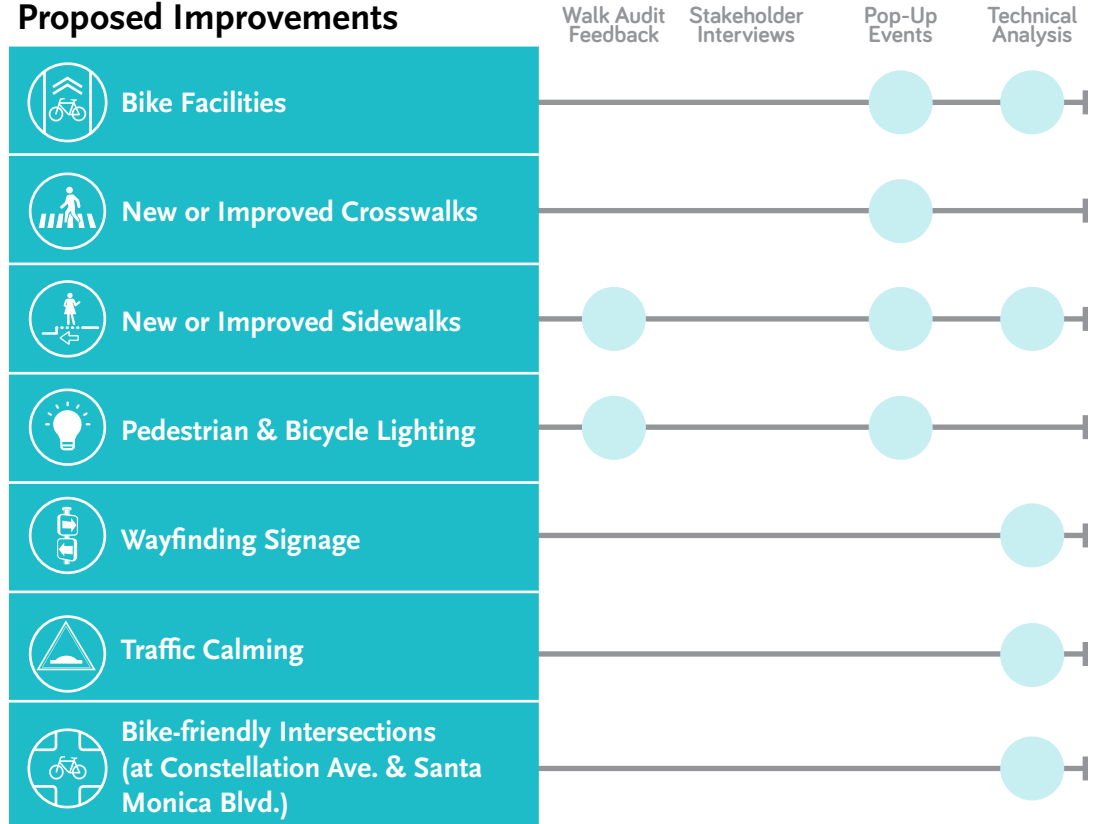 Proposed Improvements
Walk Audit
Feedback
Stakeholder
Interviews
Pop-Up
Events
Technical
Analysis
Bike Facilities
New or Improved Crosswalks
New or Improved Sidewalks
Pedestrian & Bicycle Lighting
Wayfinding Signage
Traffic Calming
Bike-friendly Intersections
(at Constellation Ave. & Santa
Monica Blvd.)